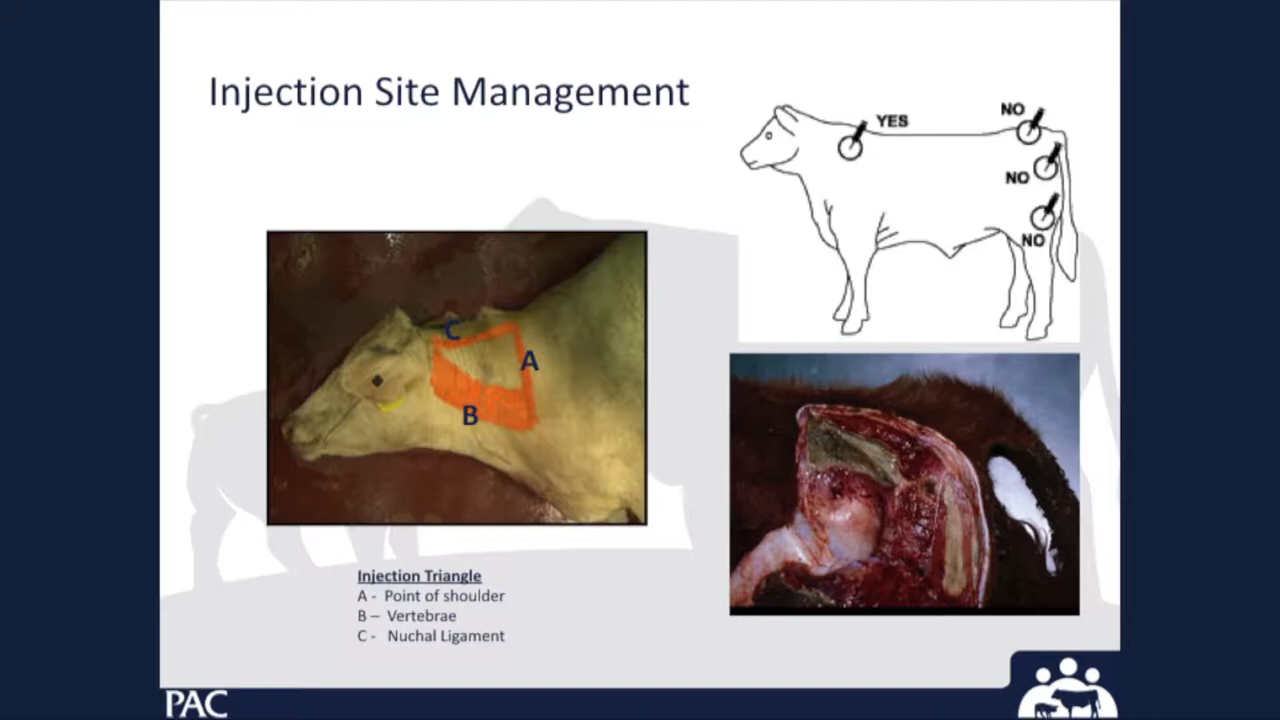 Injection Site Management
YES
NO
NO
NO
C
A
B
Injection Triangle
A - Point of shoulder
B – Vertebrae
C - Nuchal Ligament
PAC